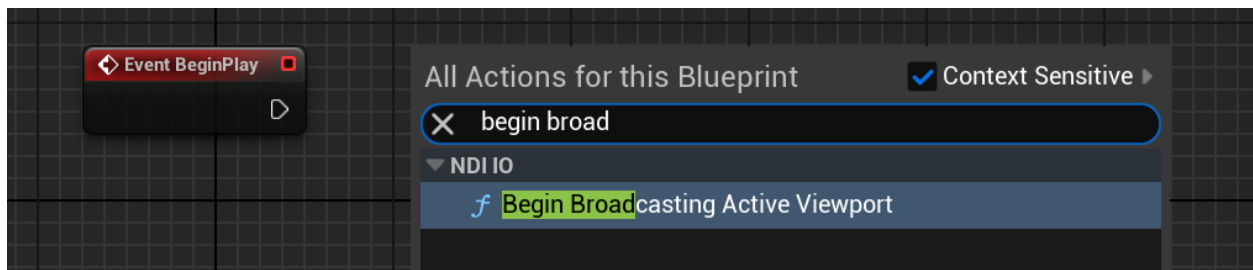 Event BeginPlay
All Actions for this Blueprint
Context Sensitive
begin broad
NDI IO
f Begin Broadcasting Active Viewport